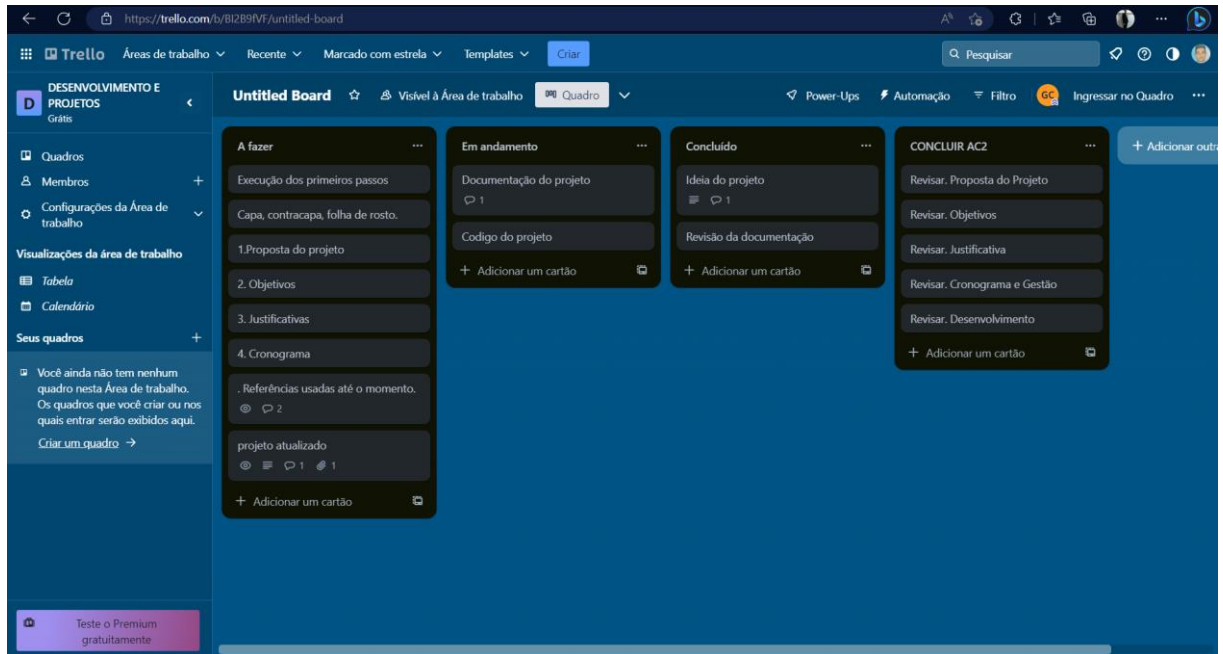 https://trello.com/b/BI2B9fVF/untitled-board
Trello Áreas de trabalho Recente Marcado com estrela Templates Criar Pesquisar
D DESENVOLVIMENTO E
PROJETOS
Grátis
Quadros
Membros
Configurações da Área de
trabalho
Visualizações da área de trabalho
Tabela
Calendário
Seus quadros
Você ainda não tem nenhum
quadro nesta Área de trabalho.
Os quadros que você criar ou nos
quais entrar serão exibidos aqui.
Criar um quadro →
Teste o Premium
gratuitamente
Untitled Board Visível à Área de trabalho Quadro Power-Ups Automação Filtro GC Ingressar no Quadro
A fazer
Execução dos primeiros passos
Capa, contracapa, folha de rosto.
1.Proposta do projeto
2. Objetivos
3. Justificativas
4. Cronograma
. Referências usadas até o momento.
2
projeto atualizado
1 1
+ Adicionar um cartão
Em andamento
Documentação do projeto
1
Codigo do projeto
+ Adicionar um cartão
Concluído
Ideia do projeto
1
Revisão da documentação
+ Adicionar um cartão
CONCLUIR AC2
Revisar. Proposta do Projeto
Revisar. Objetivos
Revisar. Justificativa
Revisar. Cronograma e Gestão
Revisar. Desenvolvimento
+ Adicionar um cartão
+ Adicionar outra